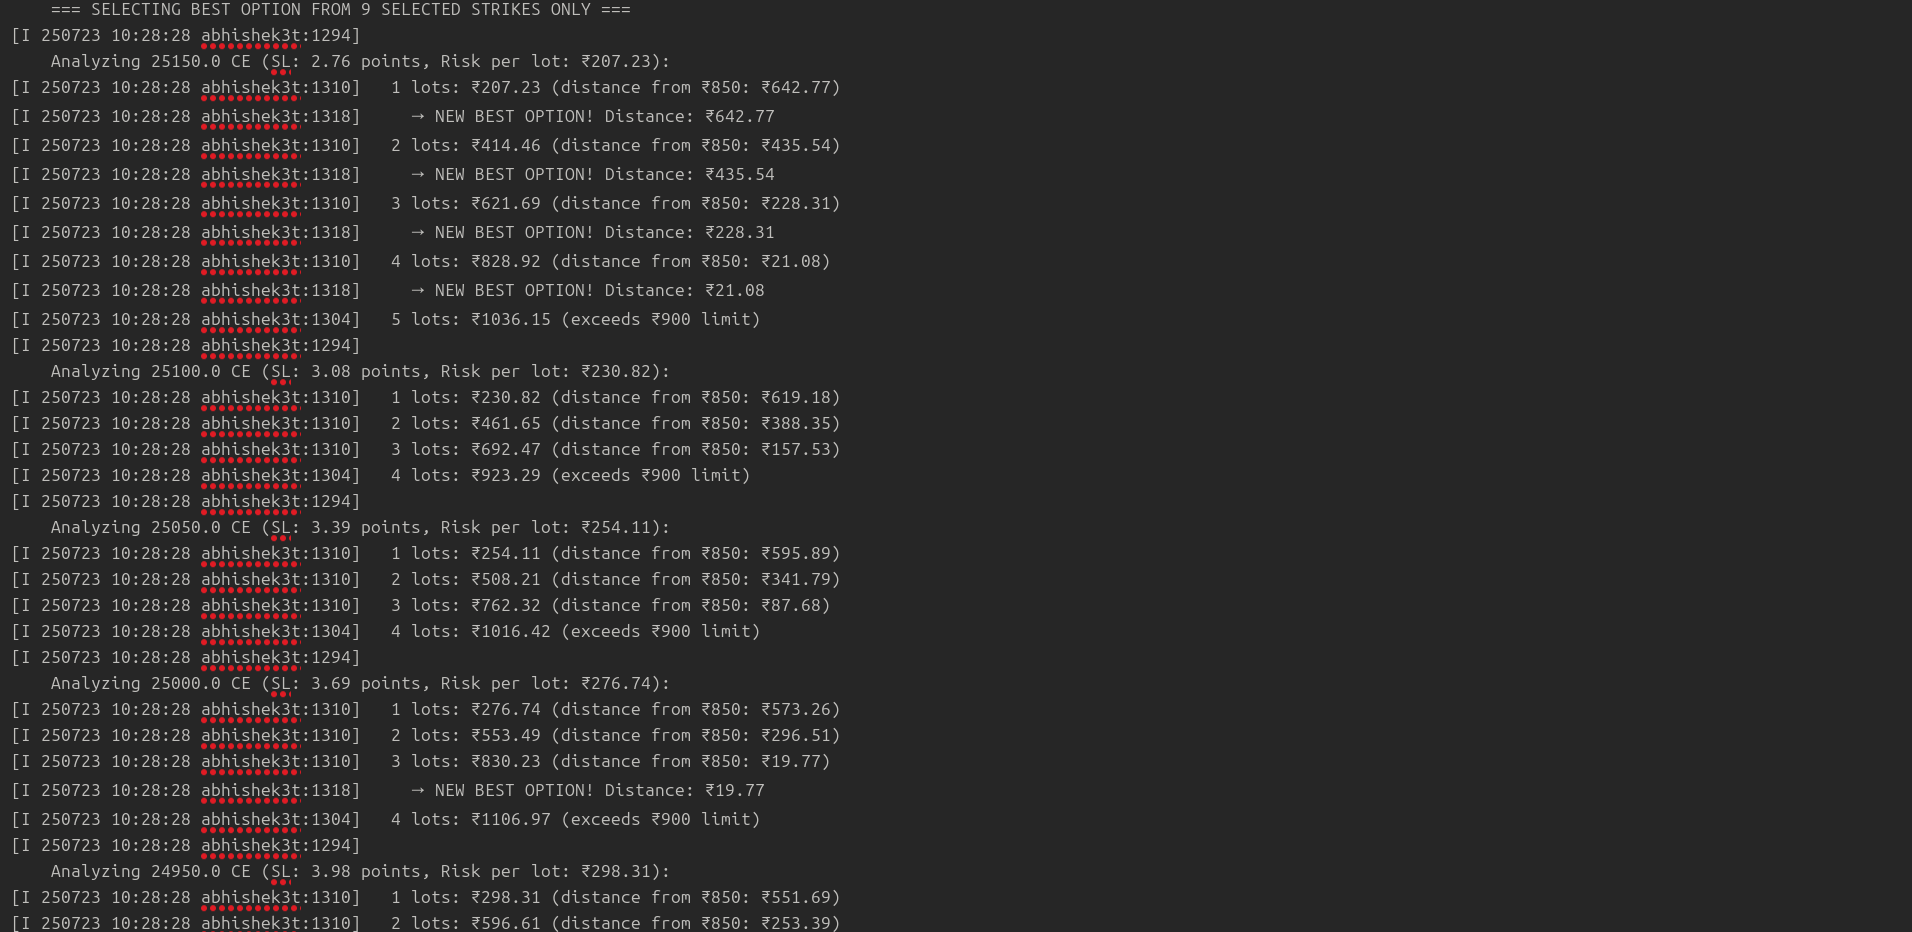 === SELECTING BEST OPTION FROM 9 SELECTED STRIKES ONLY ===
[I 250723 10:28:28 abhishek3t:1294]
Analyzing 25150.0 CE (SL: 2.76 points, Risk per lot: ₹207.23):
[I 250723 10:28:28 abhishek3t:1310] 1 lots: ₹207.23 (distance from ₹850: ₹642.77)
[I 250723 10:28:28 abhishek3t:1318] → NEW BEST OPTION! Distance: ₹642.77
[I 250723 10:28:28 abhishek3t:1310] 2 lots: ₹414.46 (distance from ₹850: ₹435.54)
[I 250723 10:28:28 abhishek3t:1318] → NEW BEST OPTION! Distance: ₹435.54
[I 250723 10:28:28 abhishek3t:1310] 3 lots: ₹621.69 (distance from ₹850: ₹228.31)
[I 250723 10:28:28 abhishek3t:1318] → NEW BEST OPTION! Distance: ₹228.31
[I 250723 10:28:28 abhishek3t:1310] 4 lots: ₹828.92 (distance from ₹850: ₹21.08)
[I 250723 10:28:28 abhishek3t:1318] → NEW BEST OPTION! Distance: ₹21.08
[I 250723 10:28:28 abhishek3t:1304] 5 lots: ₹1036.15 (exceeds ₹900 limit)
[I 250723 10:28:28 abhishek3t:1294]
Analyzing 25100.0 CE (SL: 3.08 points, Risk per lot: ₹230.82):
[I 250723 10:28:28 abhishek3t:1310] 1 lots: ₹230.82 (distance from ₹850: ₹619.18)
[I 250723 10:28:28 abhishek3t:1310] 2 lots: ₹461.65 (distance from ₹850: ₹388.35)
[I 250723 10:28:28 abhishek3t:1310] 3 lots: ₹692.47 (distance from ₹850: ₹157.53)
[I 250723 10:28:28 abhishek3t:1304] 4 lots: ₹923.29 (exceeds ₹900 limit)
[I 250723 10:28:28 abhishek3t:1294]
Analyzing 25050.0 CE (SL: 3.39 points, Risk per lot: ₹254.11):
[I 250723 10:28:28 abhishek3t:1310] 1 lots: ₹254.11 (distance from ₹850: ₹595.89)
[I 250723 10:28:28 abhishek3t:1310] 2 lots: ₹508.21 (distance from ₹850: ₹341.79)
[I 250723 10:28:28 abhishek3t:1310] 3 lots: ₹762.32 (distance from ₹850: ₹87.68)
[I 250723 10:28:28 abhishek3t:1304] 4 lots: ₹1016.42 (exceeds ₹900 limit)
[I 250723 10:28:28 abhishek3t:1294]
Analyzing 25000.0 CE (SL: 3.69 points, Risk per lot: ₹276.74):
[I 250723 10:28:28 abhishek3t:1310] 1 lots: ₹276.74 (distance from ₹850: ₹573.26)
[I 250723 10:28:28 abhishek3t:1310] 2 lots: ₹553.49 (distance from ₹850: ₹296.51)
[I 250723 10:28:28 abhishek3t:1310] 3 lots: ₹830.23 (distance from ₹850: ₹19.77)
[I 250723 10:28:28 abhishek3t:1318] → NEW BEST OPTION! Distance: ₹19.77
[I 250723 10:28:28 abhishek3t:1304] 4 lots: ₹1106.97 (exceeds ₹900 limit)
[I 250723 10:28:28 abhishek3t:1294]
Analyzing 24950.0 CE (SL: 3.98 points, Risk per lot: ₹298.31):
[I 250723 10:28:28 abhishek3t:1310] 1 lots: ₹298.31 (distance from ₹850: ₹551.69)
[I 250723 10:28:28 abhishek3t:1310] 2 lots: ₹596.61 (distance from ₹850: ₹253.39)